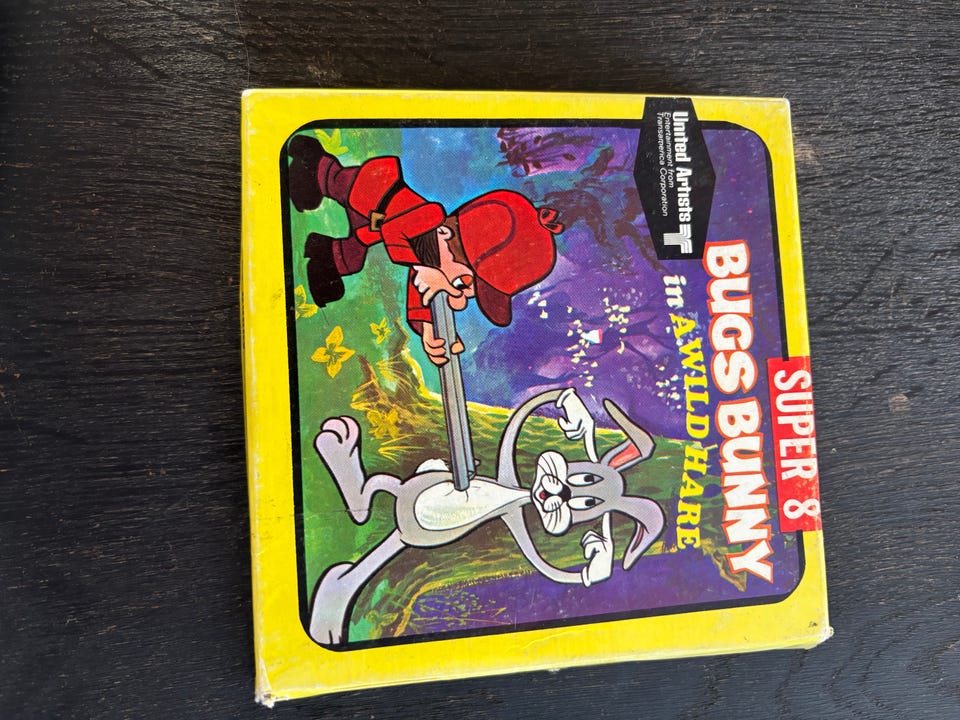 SUPER 8
United Artists
Entertainment from
Transamerica Corporation
BUGS BUNNY
in A WILD HARE